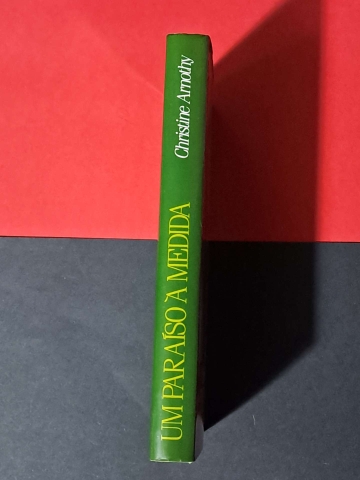 UM PARAÍSO À MEDIDA
Christine Arnothy